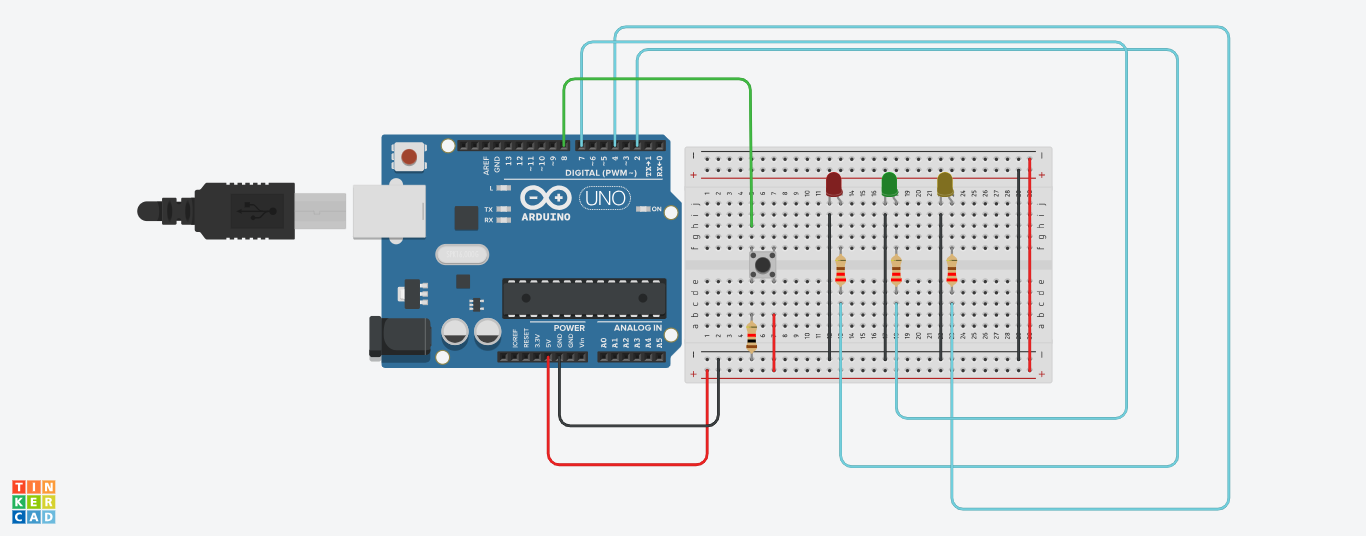 AREF
GND
13
12
~11
~10
~9
8
7
~6
~5
4
~3
2
TX→1
RX←0
DIGITAL (PWM~)
L
TX
RX
ARDUINO
UNO
ON
POWER
ANALOG IN
IOREF
RESET
3.3V
5V
GND
GND
Vin
A0
A1
A2
A3
A4
A5
TIN
KER
CAD